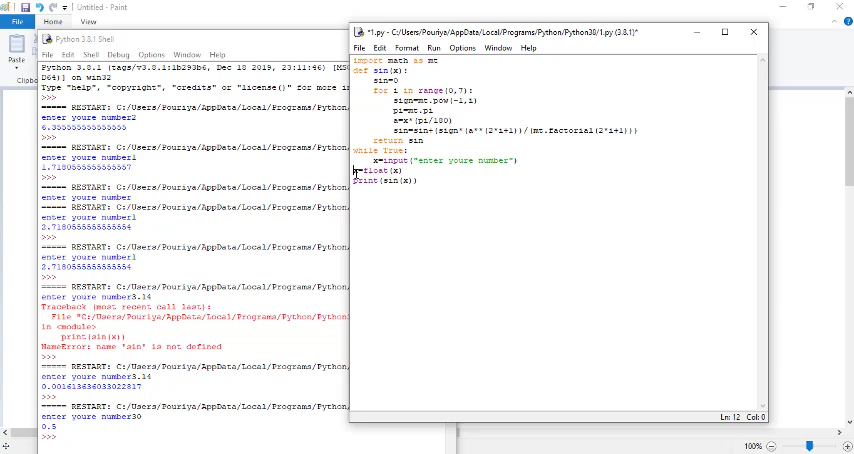 Untitled - Paint
File Home View
Paste
Clipbo
Python 3.8.1 Shell
File Edit Shell Debug Options Window Help
Python 3.8.1 (tags/v3.8.1:1b293b6, Dec 18 2019, 23:11:46) [MSC
D64)] on win32
Type "help", "copyright", "credits" or "license()" for more in
>>>
===== RESTART: C:/Users/Pouriya/AppData/Local/Programs/Python/
enter youre number2
6.355555555555555
>>>
===== RESTART: C:/Users/Pouriya/AppData/Local/Programs/Python/
enter youre number1
1.7180555555555557
>>>
===== RESTART: C:/Users/Pouriya/AppData/Local/Programs/Python/
enter youre number
===== RESTART: C:/Users/Pouriya/AppData/Local/Programs/Python/
enter youre number1
2.7180555555555554
>>>
===== RESTART: C:/Users/Pouriya/AppData/Local/Programs/Python/
enter youre number1
2.7180555555555554
>>>
===== RESTART: C:/Users/Pouriya/AppData/Local/Programs/Python/
enter youre number3.14
Traceback (most recent call last):
File "C:/Users/Pouriya/AppData/Local/Programs/Python/Python3
in <module>
print(sin(x))
NameError: name 'sin' is not defined
>>>
===== RESTART: C:/Users/Pouriya/AppData/Local/Programs/Python/
enter youre number3.14
0.001613636033022817
>>>
===== RESTART: C:/Users/Pouriya/AppData/Local/Programs/Python/
enter youre number30
0.5
>>>
*1.py - C:/Users/Pouriya/AppData/Local/Programs/Python/Python38/1.py (3.8.1)*
File Edit Format Run Options Window Help
import math as mt
def sin(x):
sin=0
for i in range(0,7):
sign=mt.pow(-1,i)
pi=mt.pi
a=x*(pi/180)
sin=sin+(sign*(a**(2*i+1))/(mt.factorial(2*i+1)))
return sin
while True:
x=input("enter youre number")
x=float(x)
print(sin(x))
Ln: 12 Col: 0
100%